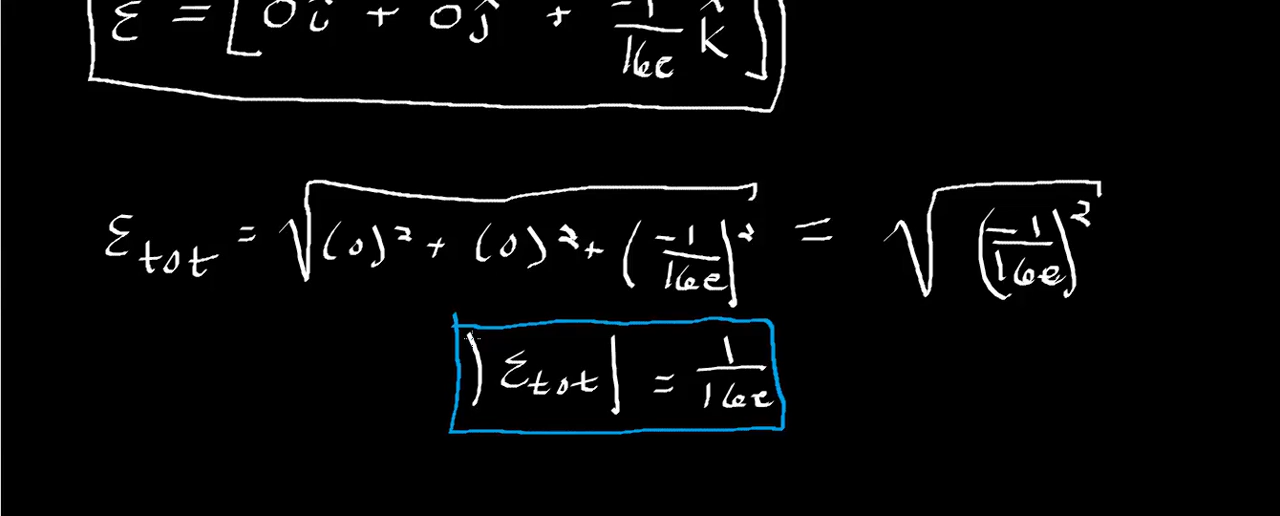 ε = [0î + 0ĵ + -1/16e k̂]
ε_tot = √((0)² + (0)² + (-1/16e)²) = √((-1/16e)²)
|ε_tot| = 1/16e